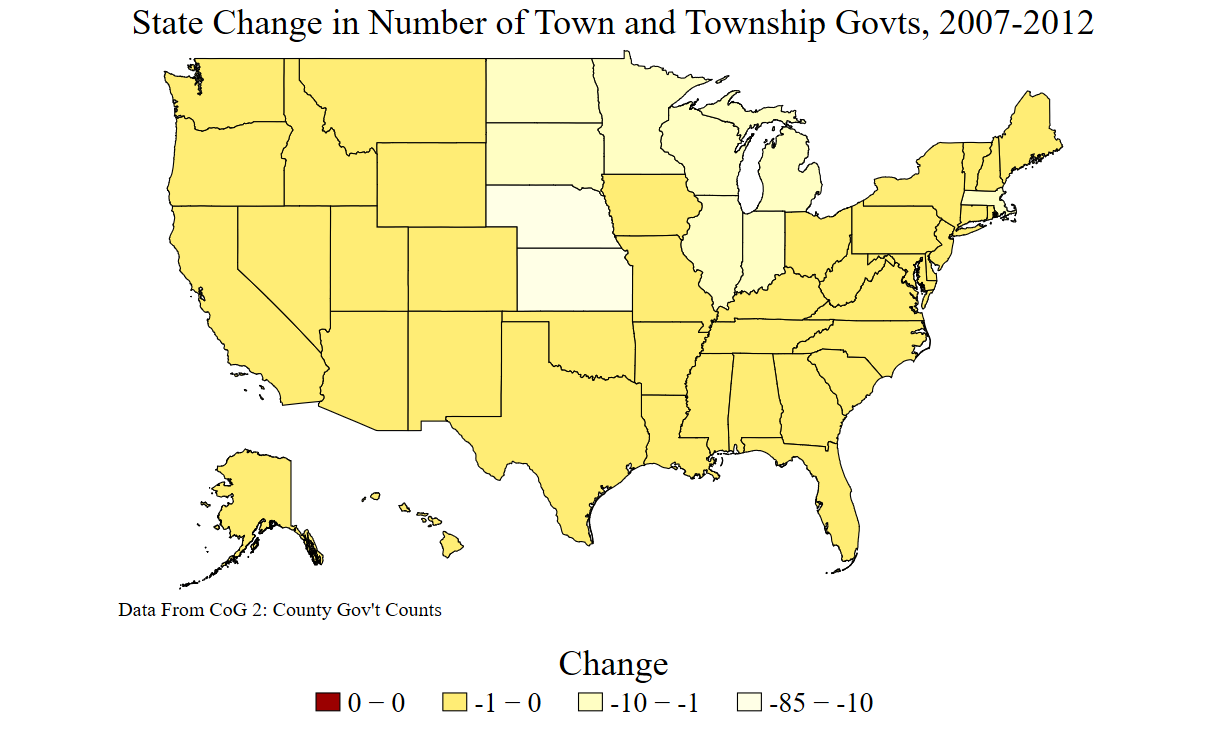 State Change in Number of Town and Township Govts, 2007-2012
Data From CoG 2: County Gov't Counts
Change
0 − 0 -1 − 0 -10 − -1 -85 − -10